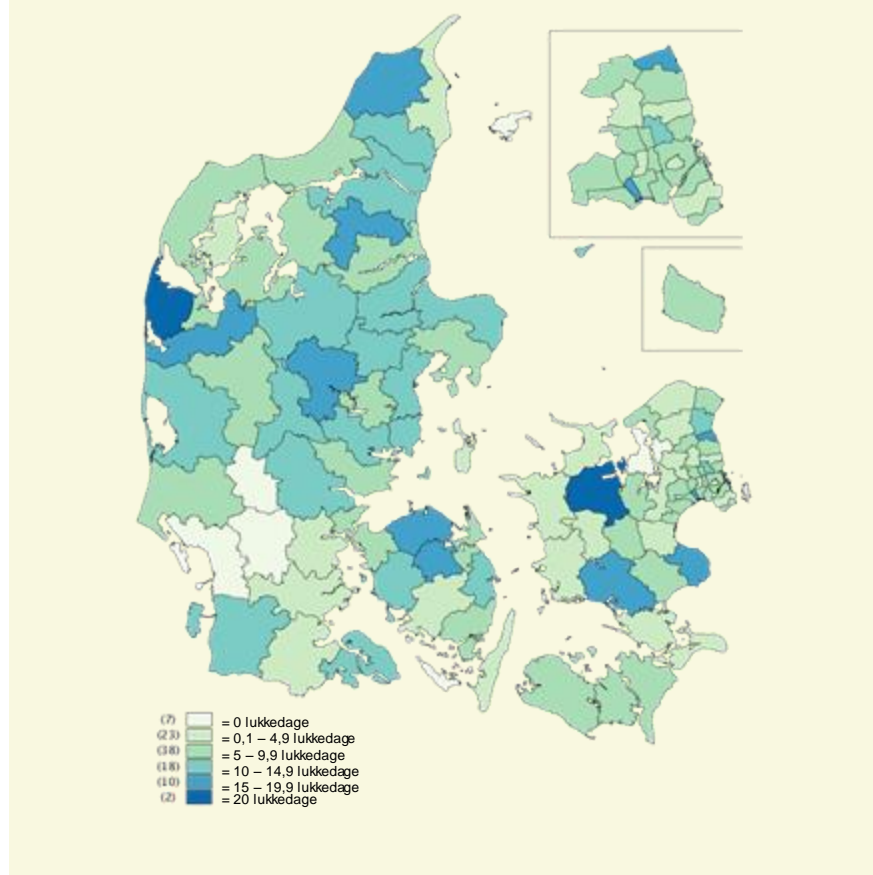 (7) = 0 lukkedage
(23) = 0,1 – 4,9 lukkedage
(38) = 5 – 9,9 lukkedage
(18) = 10 – 14,9 lukkedage
(10) = 15 – 19,9 lukkedage
(2) = 20 lukkedage